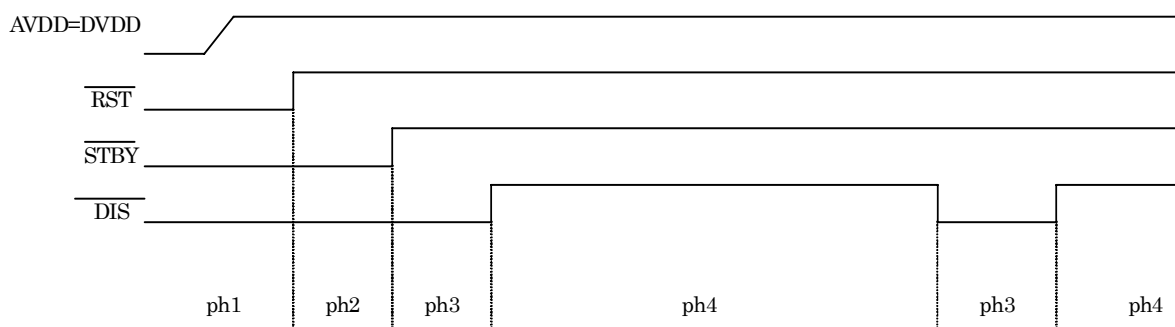 AVDD=DVDD
RST
STBY
DIS
ph1 ph2 ph3 ph4 ph3 ph4